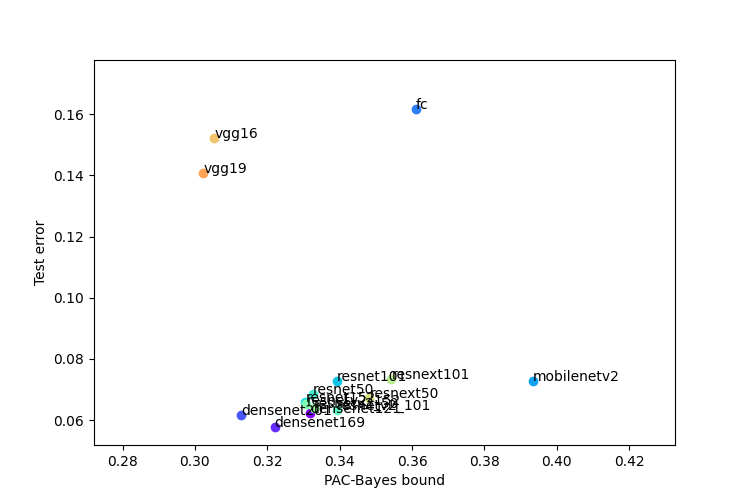 fc
vgg16
vgg19
resnet101
resnext101
mobilenetv2
resnet50
resnext50
densenet121
densenet169
0.16
0.14
0.12
0.10
0.08
0.06
Test error
0.28
0.30
0.32
0.34
0.36
0.38
0.40
0.42
PAC-Bayes bound